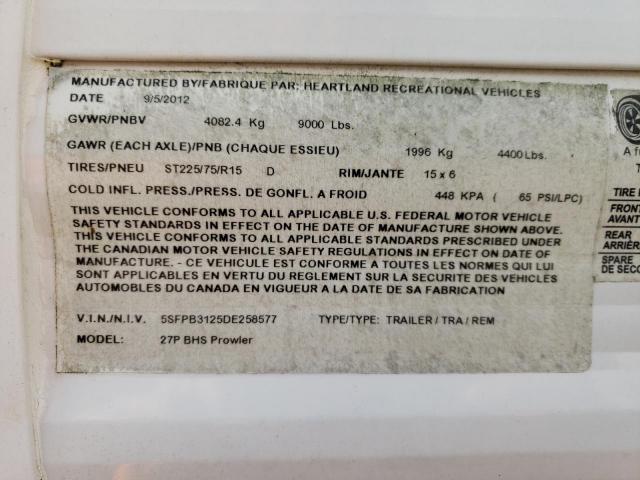 MANUFACTURED BY/FABRIQUE PAR: HEARTLAND RECREATIONAL VEHICLES
DATE 9/5/2012
GVWR/PNBV 4082.4 Kg 9000 Lbs.
GAWR (EACH AXLE)/PNB (CHAQUE ESSIEU) 1996 Kg 4400 Lbs.
TIRES/PNEU ST225/75/R15 D RIM/JANTE 15 x 6
COLD INFL. PRESS./PRESS. DE GONFL. A FROID 448 KPA ( 65 PSI/LPC)
THIS VEHICLE CONFORMS TO ALL APPLICABLE U.S. FEDERAL MOTOR VEHICLE
SAFETY STANDARDS IN EFFECT ON THE DATE OF MANUFACTURE SHOWN ABOVE.
THIS VEHICLE CONFORMS TO ALL APPLICABLE STANDARDS PRESCRIBED UNDER
THE CANADIAN MOTOR VEHICLE SAFETY REGULATIONS IN EFFECT ON DATE OF
MANUFACTURE. - CE VEHICULE EST CONFORME A TOUTES LES NORMES QUI LUI
SONT APPLICABLES EN VERTU DU REGLEMENT SUR LA SECURITE DES VEHICLES
AUTOMOBLES DU CANADA EN VIGUEUR A LA DATE DE SA FABRICATION
V.I.N./N.I.V. 5SFPB3125DE258577 TYPE/TYPE: TRAILER / TRA / REM
MODEL: 27P BHS Prowler
TIRE
FRONT
AVANT
REAR
ARRIÈR
SPARE
DE SECO